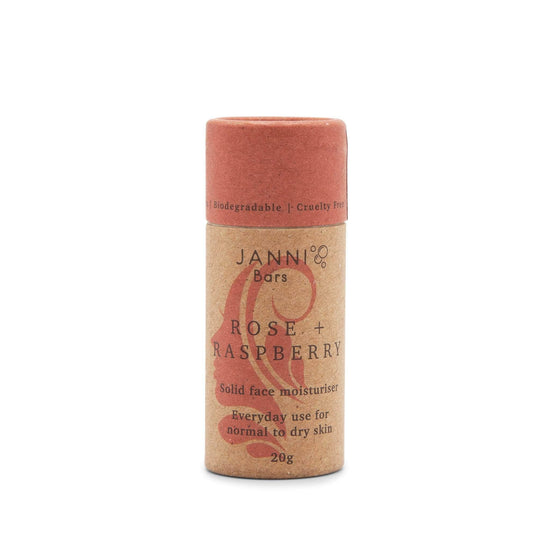 | Biodegradable | Cruelty Free
JANNI
Bars
ROSE +
RASPBERRY
Solid face moisturiser
Everyday use for
normal to dry skin
20g